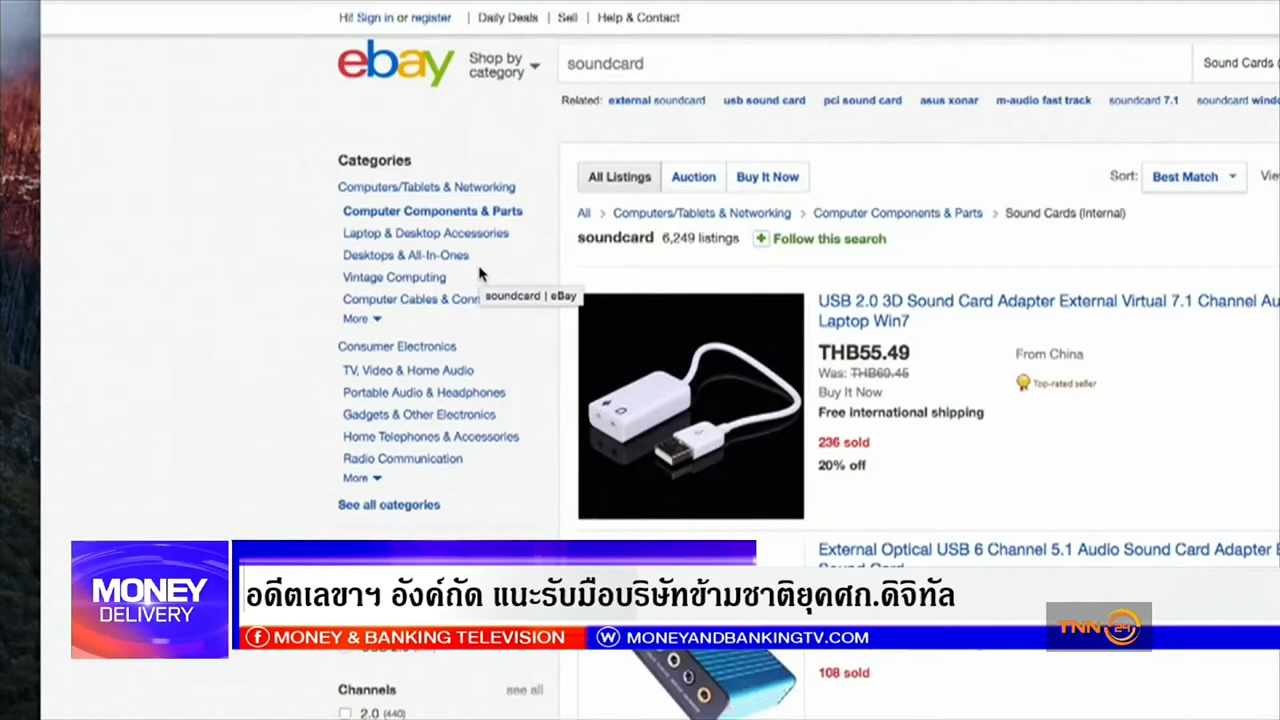 Hi! Sign in or register | Daily Deals | Sell | Help & Contact
ebay Shop by category soundcard Sound Cards (
Related: external soundcard usb sound card pci sound card asus xonar m-audio fast track soundcard 7.1 soundcard windo
Categories
Computers/Tablets & Networking
Computer Components & Parts
Laptop & Desktop Accessories
Desktops & All-In-Ones
Vintage Computing
Computer Cables & Conn
soundcard | eBay
More
Consumer Electronics
TV, Video & Home Audio
Portable Audio & Headphones
Gadgets & Other Electronics
Home Telephones & Accessories
Radio Communication
More
See all categories
All Listings Auction Buy It Now Sort: Best Match Vie
All > Computers/Tablets & Networking > Computer Components & Parts > Sound Cards (Internal)
soundcard 6,249 listings Follow this search
USB 2.0 3D Sound Card Adapter External Virtual 7.1 Channel Au
Laptop Win7
THB55.49 From China
Was: THB69.45 Top-rated seller
Buy It Now
Free international shipping
236 sold
20% off
External Optical USB 6 Channel 5.1 Audio Sound Card Adapter E
MONEY
DELIVERY
อดีตเลขาฯ อังค์ถัด แนะรับมือบริษัทข้ามชาติยุคศก.ดิจิทัล
MONEY & BANKING TELEVISION MONEYANDBANKINGTV.COM
TNN 24
108 sold
Channels see all
2.0 (440)